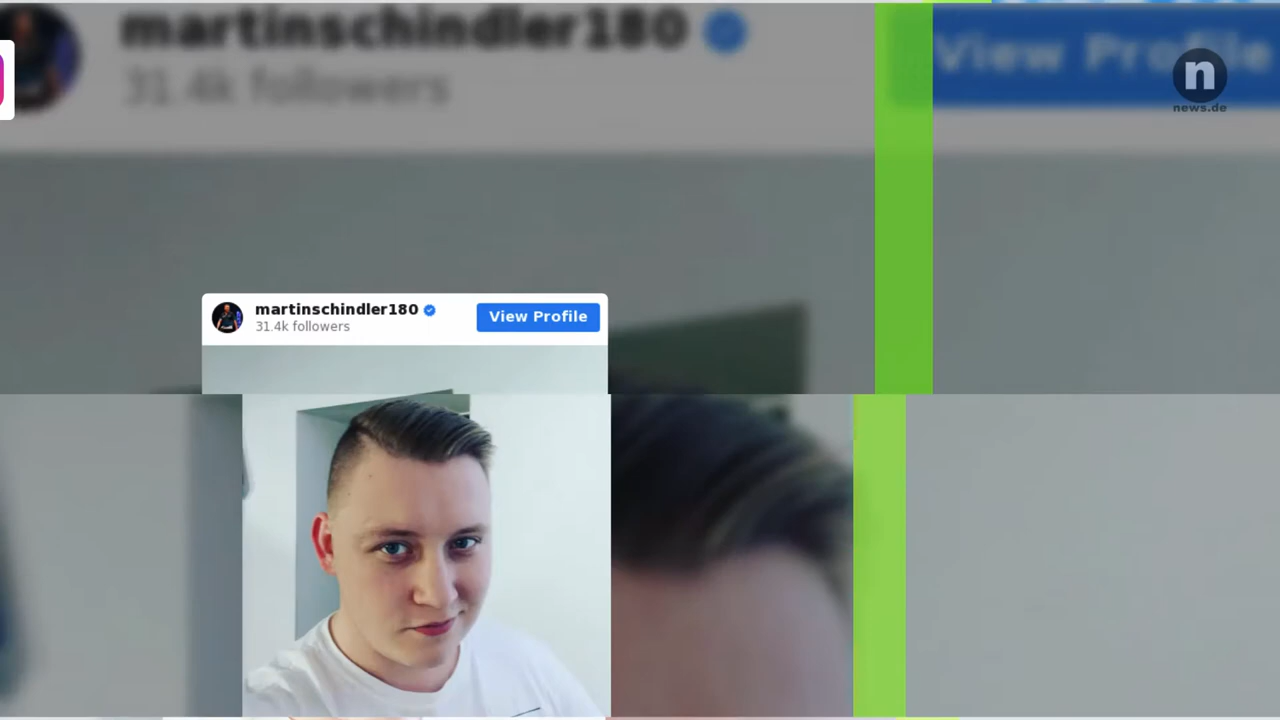 martinschindler180
31.4k followers
View Profile
n
news.de
martinschindler180
31.4k followers
View Profile